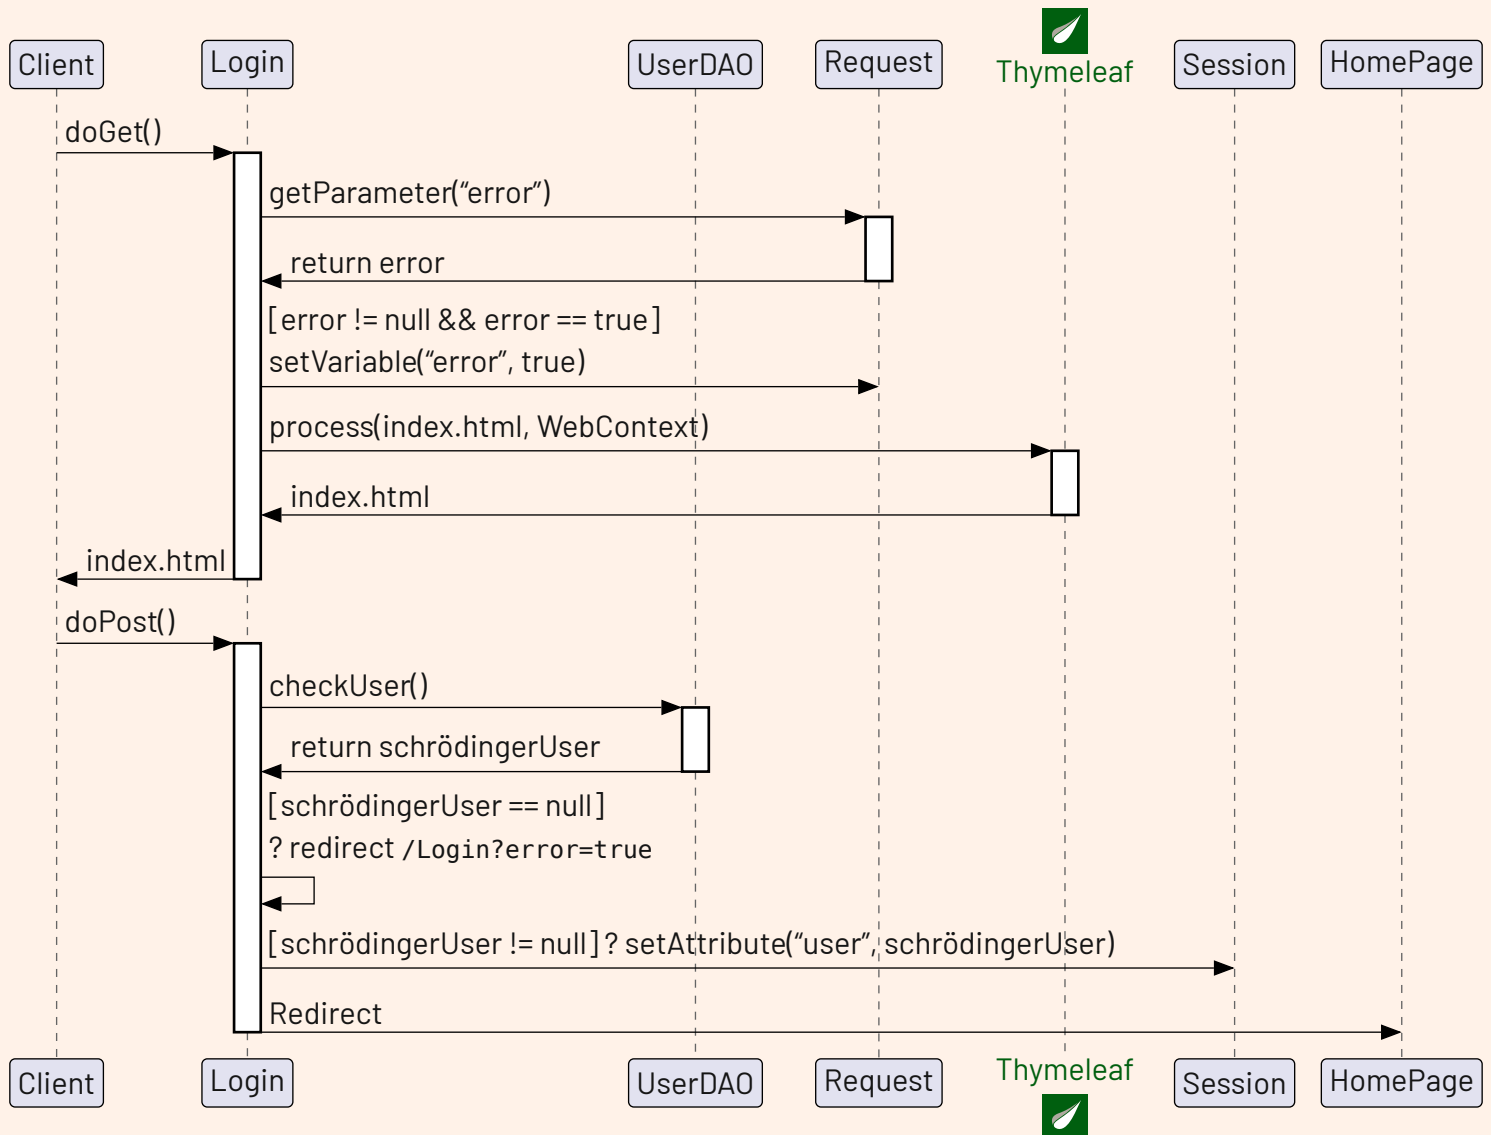 Client
Login
UserDAO
Request
Thymeleaf
Session
HomePage
doGet()
getParameter(“error”)
return error
[error != null && error == true]
setVariable(“error”, true)
process(index.html, WebContext)
index.html
index.html
doPost()
checkUser()
return schrödingerUser
[schrödingerUser == null]
? redirect /Login?error=true
[schrödingerUser != null] ? setAttribute(“user”, schrödingerUser)
Redirect
Client
Login
UserDAO
Request
Thymeleaf
Session
HomePage